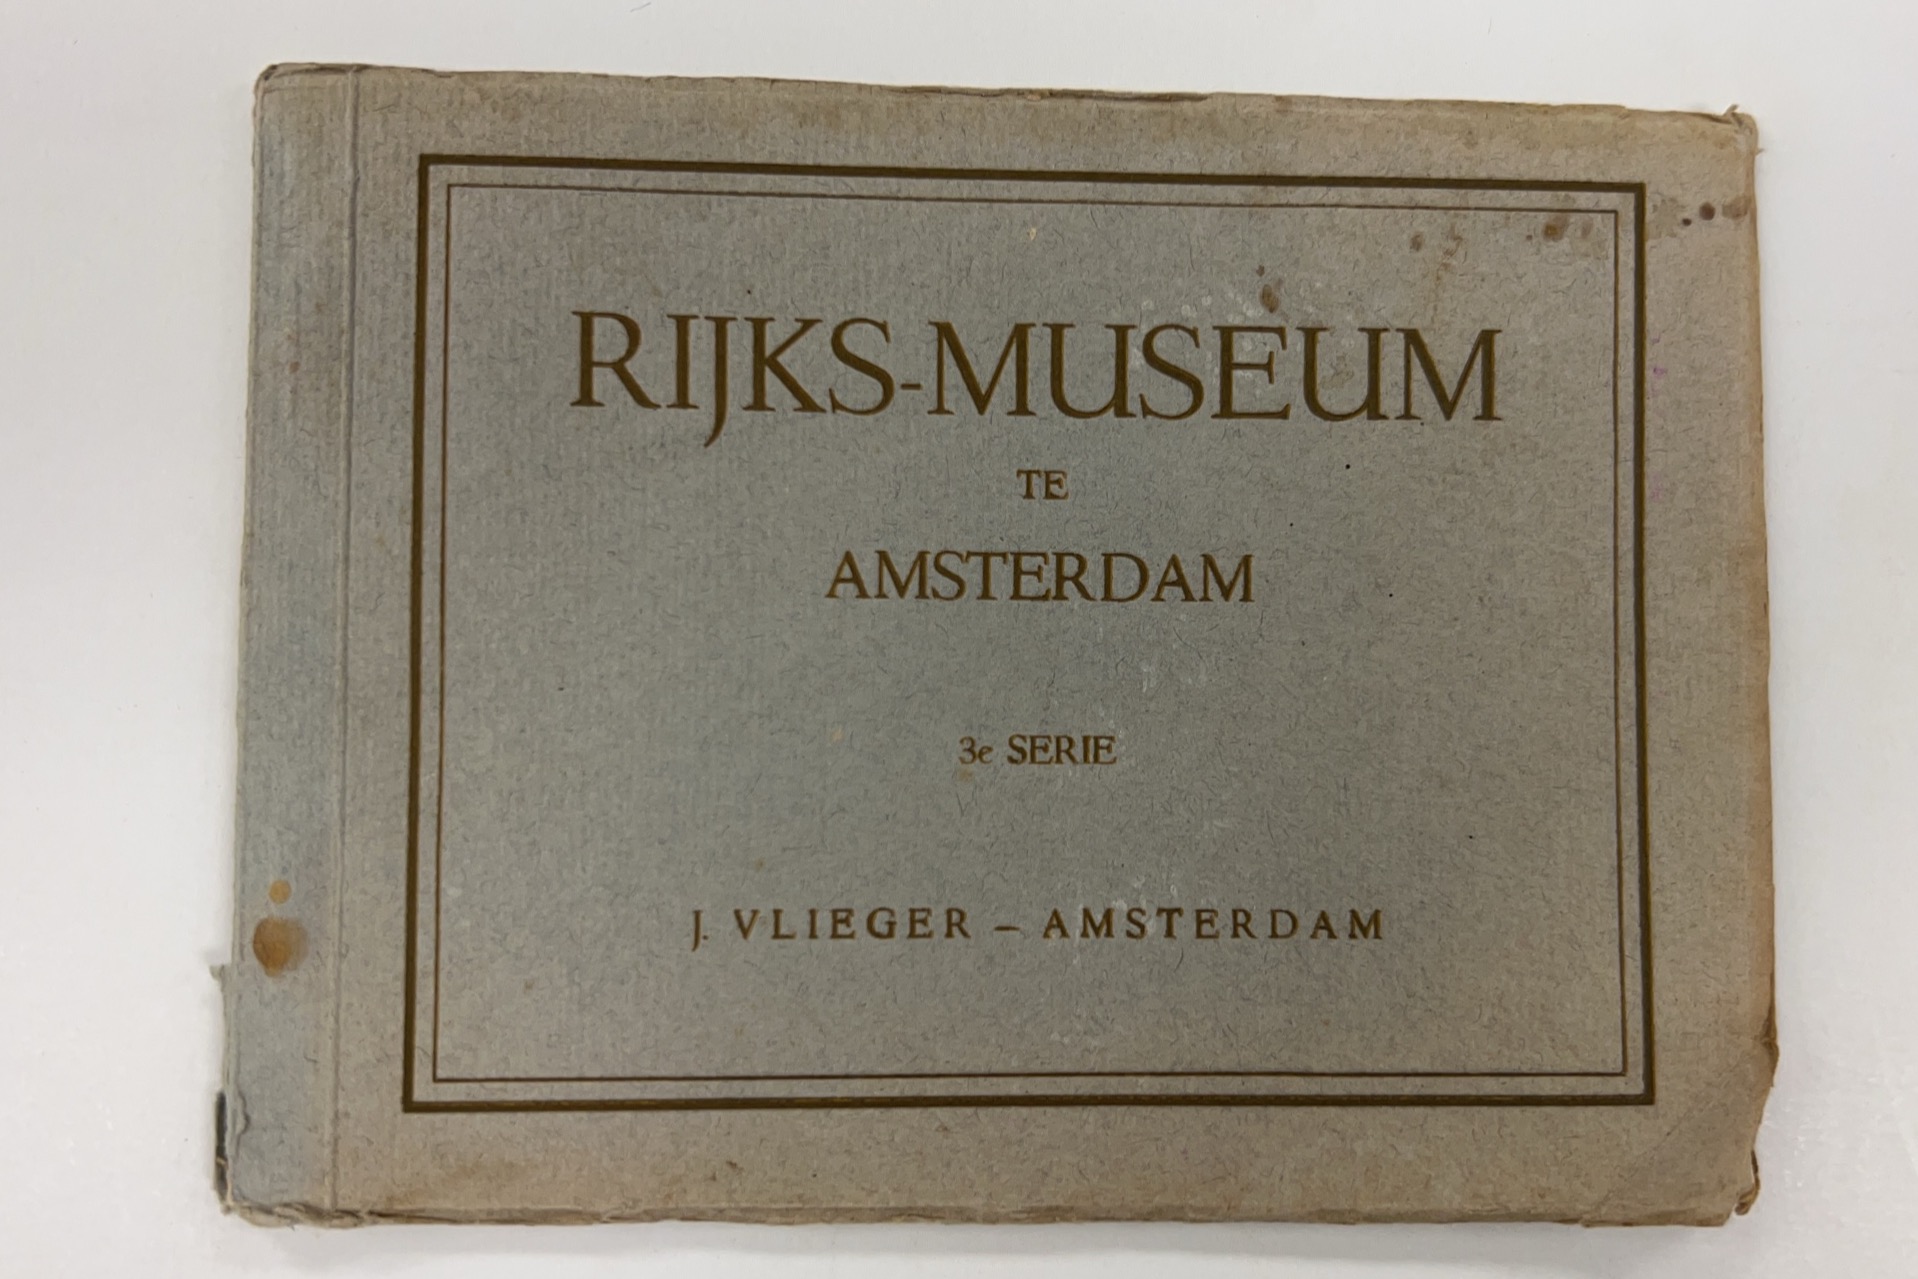 RIJKS-MUSEUM
TE
AMSTERDAM
3e SERIE
J. VLIEGER – AMSTERDAM